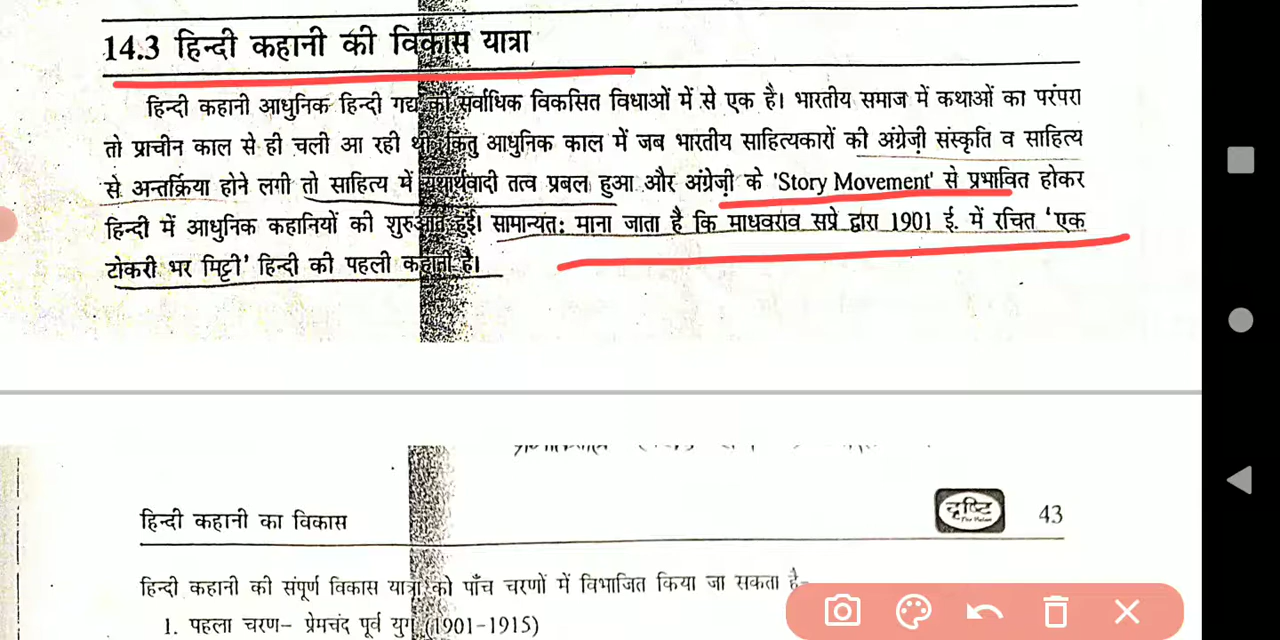 14.3 हिन्दी कहानी की विकास यात्रा
हिन्दी कहानी आधुनिक हिन्दी गद्य की सर्वाधिक विकसित विधाओं में से एक है। भारतीय समाज में कथाओं का परंपरा
तो प्राचीन काल से ही चली आ रही थी किंतु आधुनिक काल में जब भारतीय साहित्यकारों की अंग्रेज़ी संस्कृति व साहित्य
से अन्तर्क्रिया होने लगी तो साहित्य में यथार्थवादी तत्व प्रबल हुआ और अंग्रेज़ी के 'Story Movement' से प्रभावित होकर
हिन्दी में आधुनिक कहानियों की शुरुआत हुई। सामान्यत: माना जाता है कि माधवराव सप्रे द्वारा 1901 ई. में रचित 'एक
टोकरी भर मिट्टी' हिन्दी की पहली कहानी है।
हिन्दी कहानी का विकास
दृष्टि
43
हिन्दी कहानी की संपूर्ण विकास यात्रा को पाँच चरणों में विभाजित किया जा सकता है-
1. पहला चरण– प्रेमचंद पूर्व युग (1901-1915)